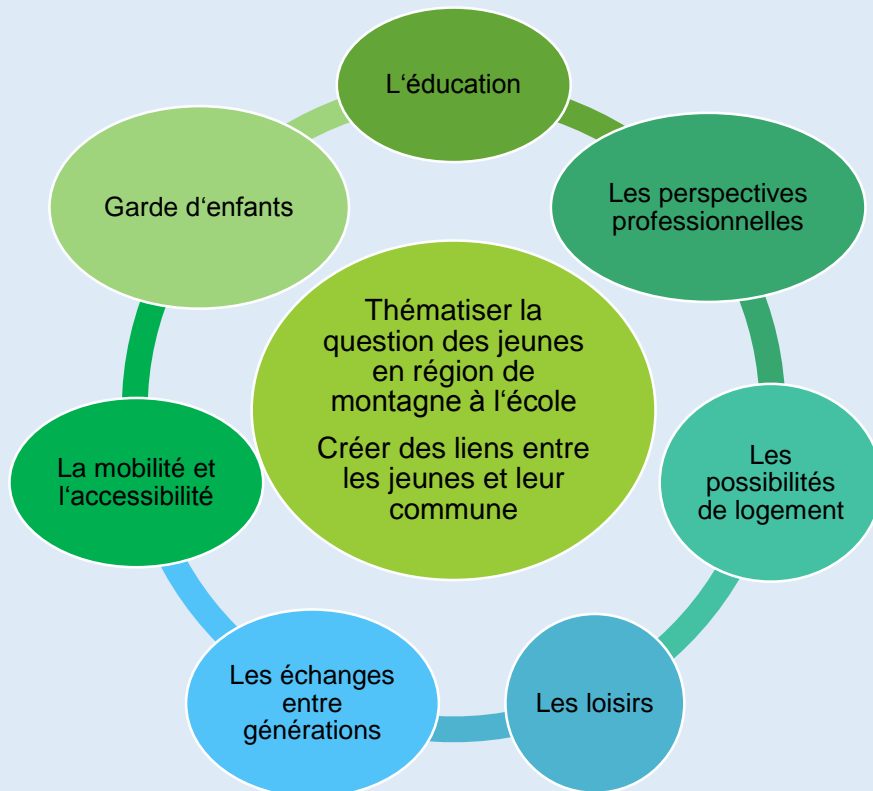 L‘éducation
Les perspectives
professionnelles
Garde d‘enfants
Thématiser la
question des jeunes
en région de
montagne à l‘école
Créer des liens entre
les jeunes et leur
commune
Les
possibilités
de logement
La mobilité et
l‘accessibilité
Les échanges
entre
générations
Les loisirs